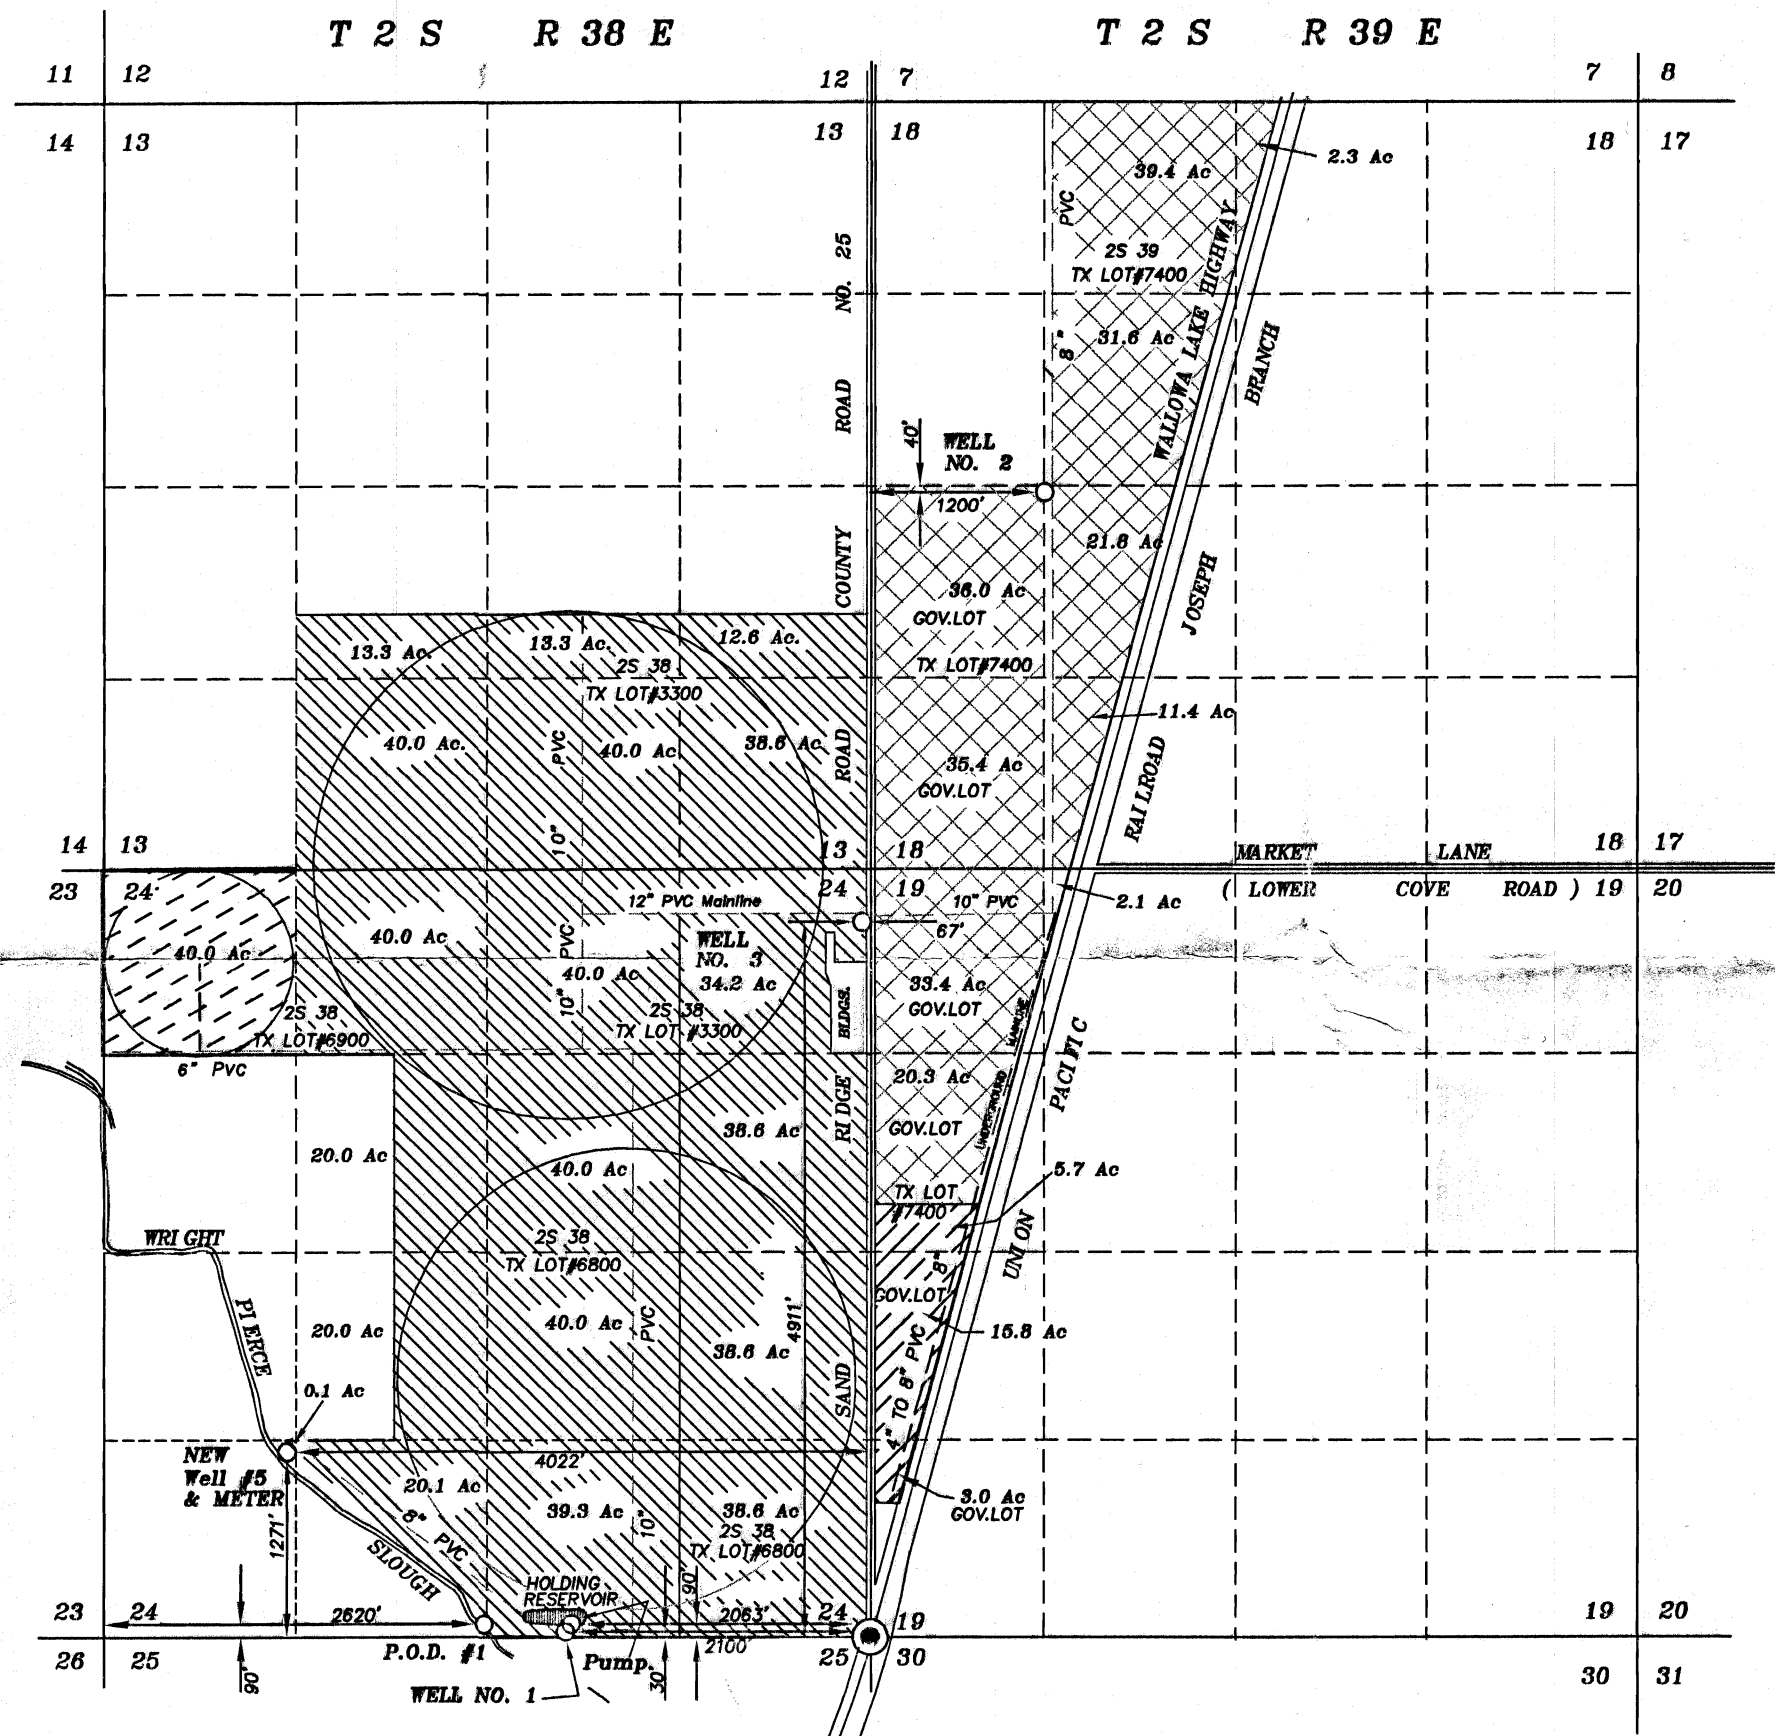 T 2 S R 38 E
T 2 S R 39 E
11 12
12 7
7 8
14 13
13 18
18 17
2.3 Ac
39.4 Ac
PVC
2S 39
TX LOT#7400
WALLOWA LAKE HIGHWAY
31.6 Ac
8"
COUNTY ROAD NO. 25
BRANCH
40'
WELL
NO. 2
1200'
21.8 Ac
36.0 Ac
GOV.LOT
TX LOT#7400
JOSEPH
13.3 Ac.
13.3 Ac.
12.6 Ac.
2S 38
TX LOT#3300
11.4 Ac
40.0 Ac.
PVC
40.0 Ac
38.6 Ac
35.4 Ac
GOV.LOT
RAILROAD
10"
14 13
13 18
MARKET LANE
18 17
23 24
24 19
( LOWER COVE ROAD )
19 20
12" PVC Mainline
10" PVC
2.1 Ac
67'
40.0 Ac
40.0 Ac
PVC
10"
WELL
NO. 3
40.0 Ac
34.2 Ac
33.4 Ac
GOV.LOT
2S 38
TX LOT#6900
2S 38
TX LOT #3300
BLDGS.
6" PVC
UNDERGROUND MAINLINE
20.3 Ac
GOV.LOT
SAND RIDGE ROAD
38.6 Ac
20.0 Ac
40.0 Ac
5.7 Ac
TX LOT
#7400
UNION PACIFIC
WRIGHT
2S 38
TX LOT#6800
8"
GOV.LOT
PIERCE
20.0 Ac
40.0 Ac
PVC
4911'
38.6 Ac
15.8 Ac
4" TO 8" PVC
0.1 Ac
NEW
Well #5
& METER
4022'
1271'
20.1 Ac
39.3 Ac
10"
38.6 Ac
2S 38
TX LOT#6800
3.0 Ac
GOV.LOT
8" PVC
SLOUGH
HOLDING
RESERVOIR
90'
23 24
2620'
2063'
24 19
19 20
2100'
26 25
90'
P.O.D. #1
Pump.
30'
25 30
30 31
WELL NO. 1